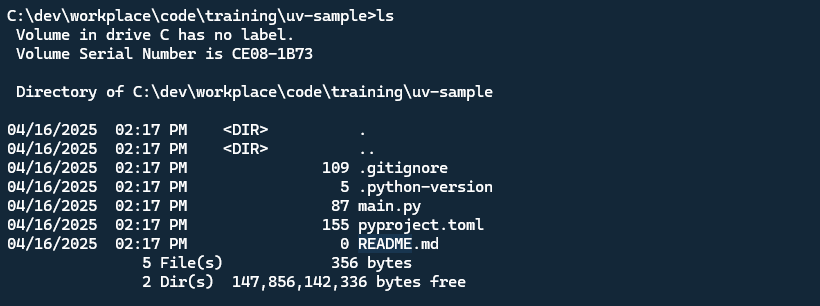 C:\dev\workplace\code\training\uv-sample>ls
 Volume in drive C has no label.
 Volume Serial Number is CE08-1B73

 Directory of C:\dev\workplace\code\training\uv-sample

04/16/2025  02:17 PM    <DIR>          .
04/16/2025  02:17 PM    <DIR>          ..
04/16/2025  02:17 PM               109 .gitignore
04/16/2025  02:17 PM                 5 .python-version
04/16/2025  02:17 PM                87 main.py
04/16/2025  02:17 PM               155 pyproject.toml
04/16/2025  02:17 PM                 0 README.md
               5 File(s)            356 bytes
               2 Dir(s)  147,856,142,336 bytes free